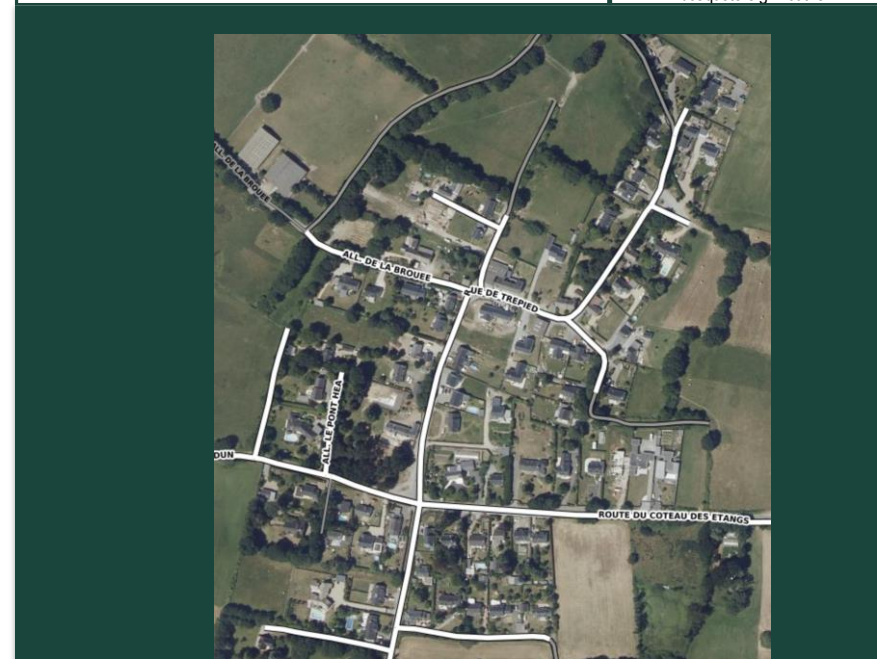 ALL. DE LA BROUEE
ALL. DE LA BROUEE
UE DE TREPIED
ALL. LE PONT HEA
DUN
ROUTE DU COTEAU DES ETANGS